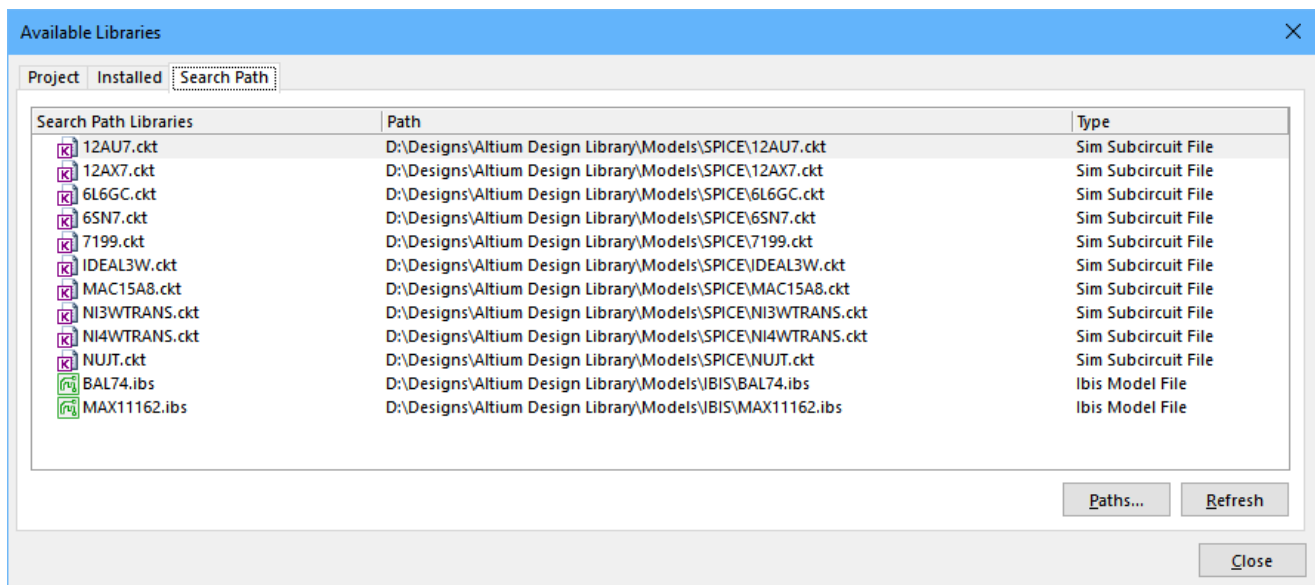 Available Libraries
Project Installed Search Path
Search Path Libraries Path Type
12AU7.ckt D:\Designs\Altium Design Library\Models\SPICE\12AU7.ckt Sim Subcircuit File
12AX7.ckt D:\Designs\Altium Design Library\Models\SPICE\12AX7.ckt Sim Subcircuit File
6L6GC.ckt D:\Designs\Altium Design Library\Models\SPICE\6L6GC.ckt Sim Subcircuit File
6SN7.ckt D:\Designs\Altium Design Library\Models\SPICE\6SN7.ckt Sim Subcircuit File
7199.ckt D:\Designs\Altium Design Library\Models\SPICE\7199.ckt Sim Subcircuit File
IDEAL3W.ckt D:\Designs\Altium Design Library\Models\SPICE\IDEAL3W.ckt Sim Subcircuit File
MAC15A8.ckt D:\Designs\Altium Design Library\Models\SPICE\MAC15A8.ckt Sim Subcircuit File
NI3WTRANS.ckt D:\Designs\Altium Design Library\Models\SPICE\NI3WTRANS.ckt Sim Subcircuit File
NI4WTRANS.ckt D:\Designs\Altium Design Library\Models\SPICE\NI4WTRANS.ckt Sim Subcircuit File
NUJT.ckt D:\Designs\Altium Design Library\Models\SPICE\NUJT.ckt Sim Subcircuit File
BAL74.ibs D:\Designs\Altium Design Library\Models\IBIS\BAL74.ibs Ibis Model File
MAX11162.ibs D:\Designs\Altium Design Library\Models\IBIS\MAX11162.ibs Ibis Model File
Paths... Refresh
Close